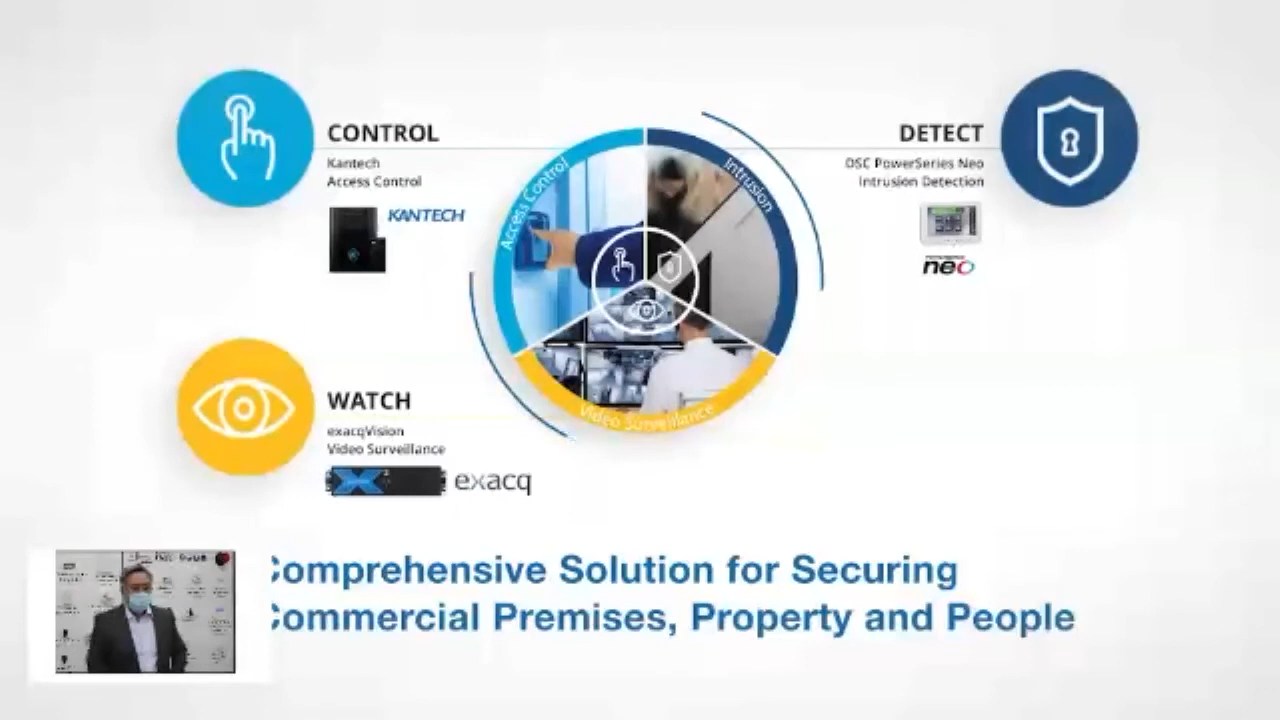 CONTROL
Kantech
Access Control
KANTECH
DETECT
DSC PowerSeries Neo
Intrusion Detection
neo
Access Control
Intrusion
Video Surveillance
WATCH
exacqVision
Video Surveillance
exacq
Comprehensive Solution for Securing
Commercial Premises, Property and People